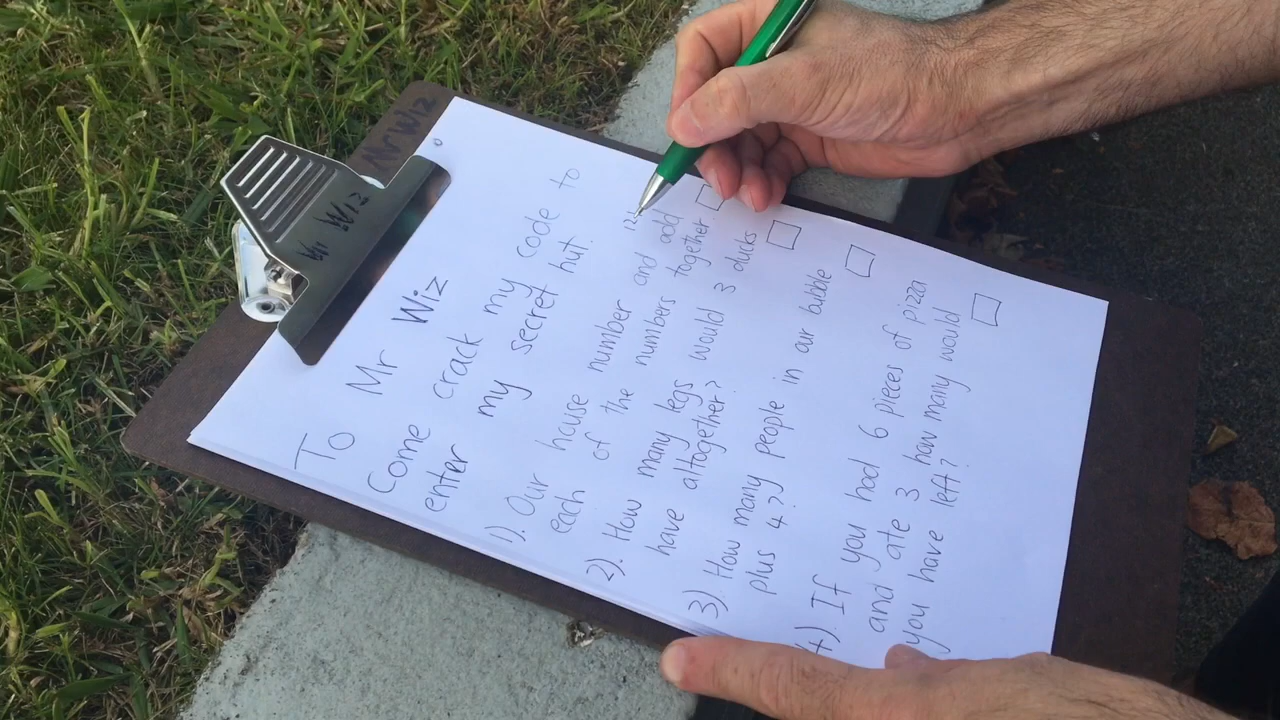 Mr Wiz
Mr Wiz
To Mr Wiz
Come crack my code to
enter my secret hut.
1). Our house number and add
each of the numbers together
2). How many legs would 3 ducks
have altogether?
3) How many people in our bubble
plus 4?
4). If you had 6 pieces of pizza
and ate 3 how many would
you have left?